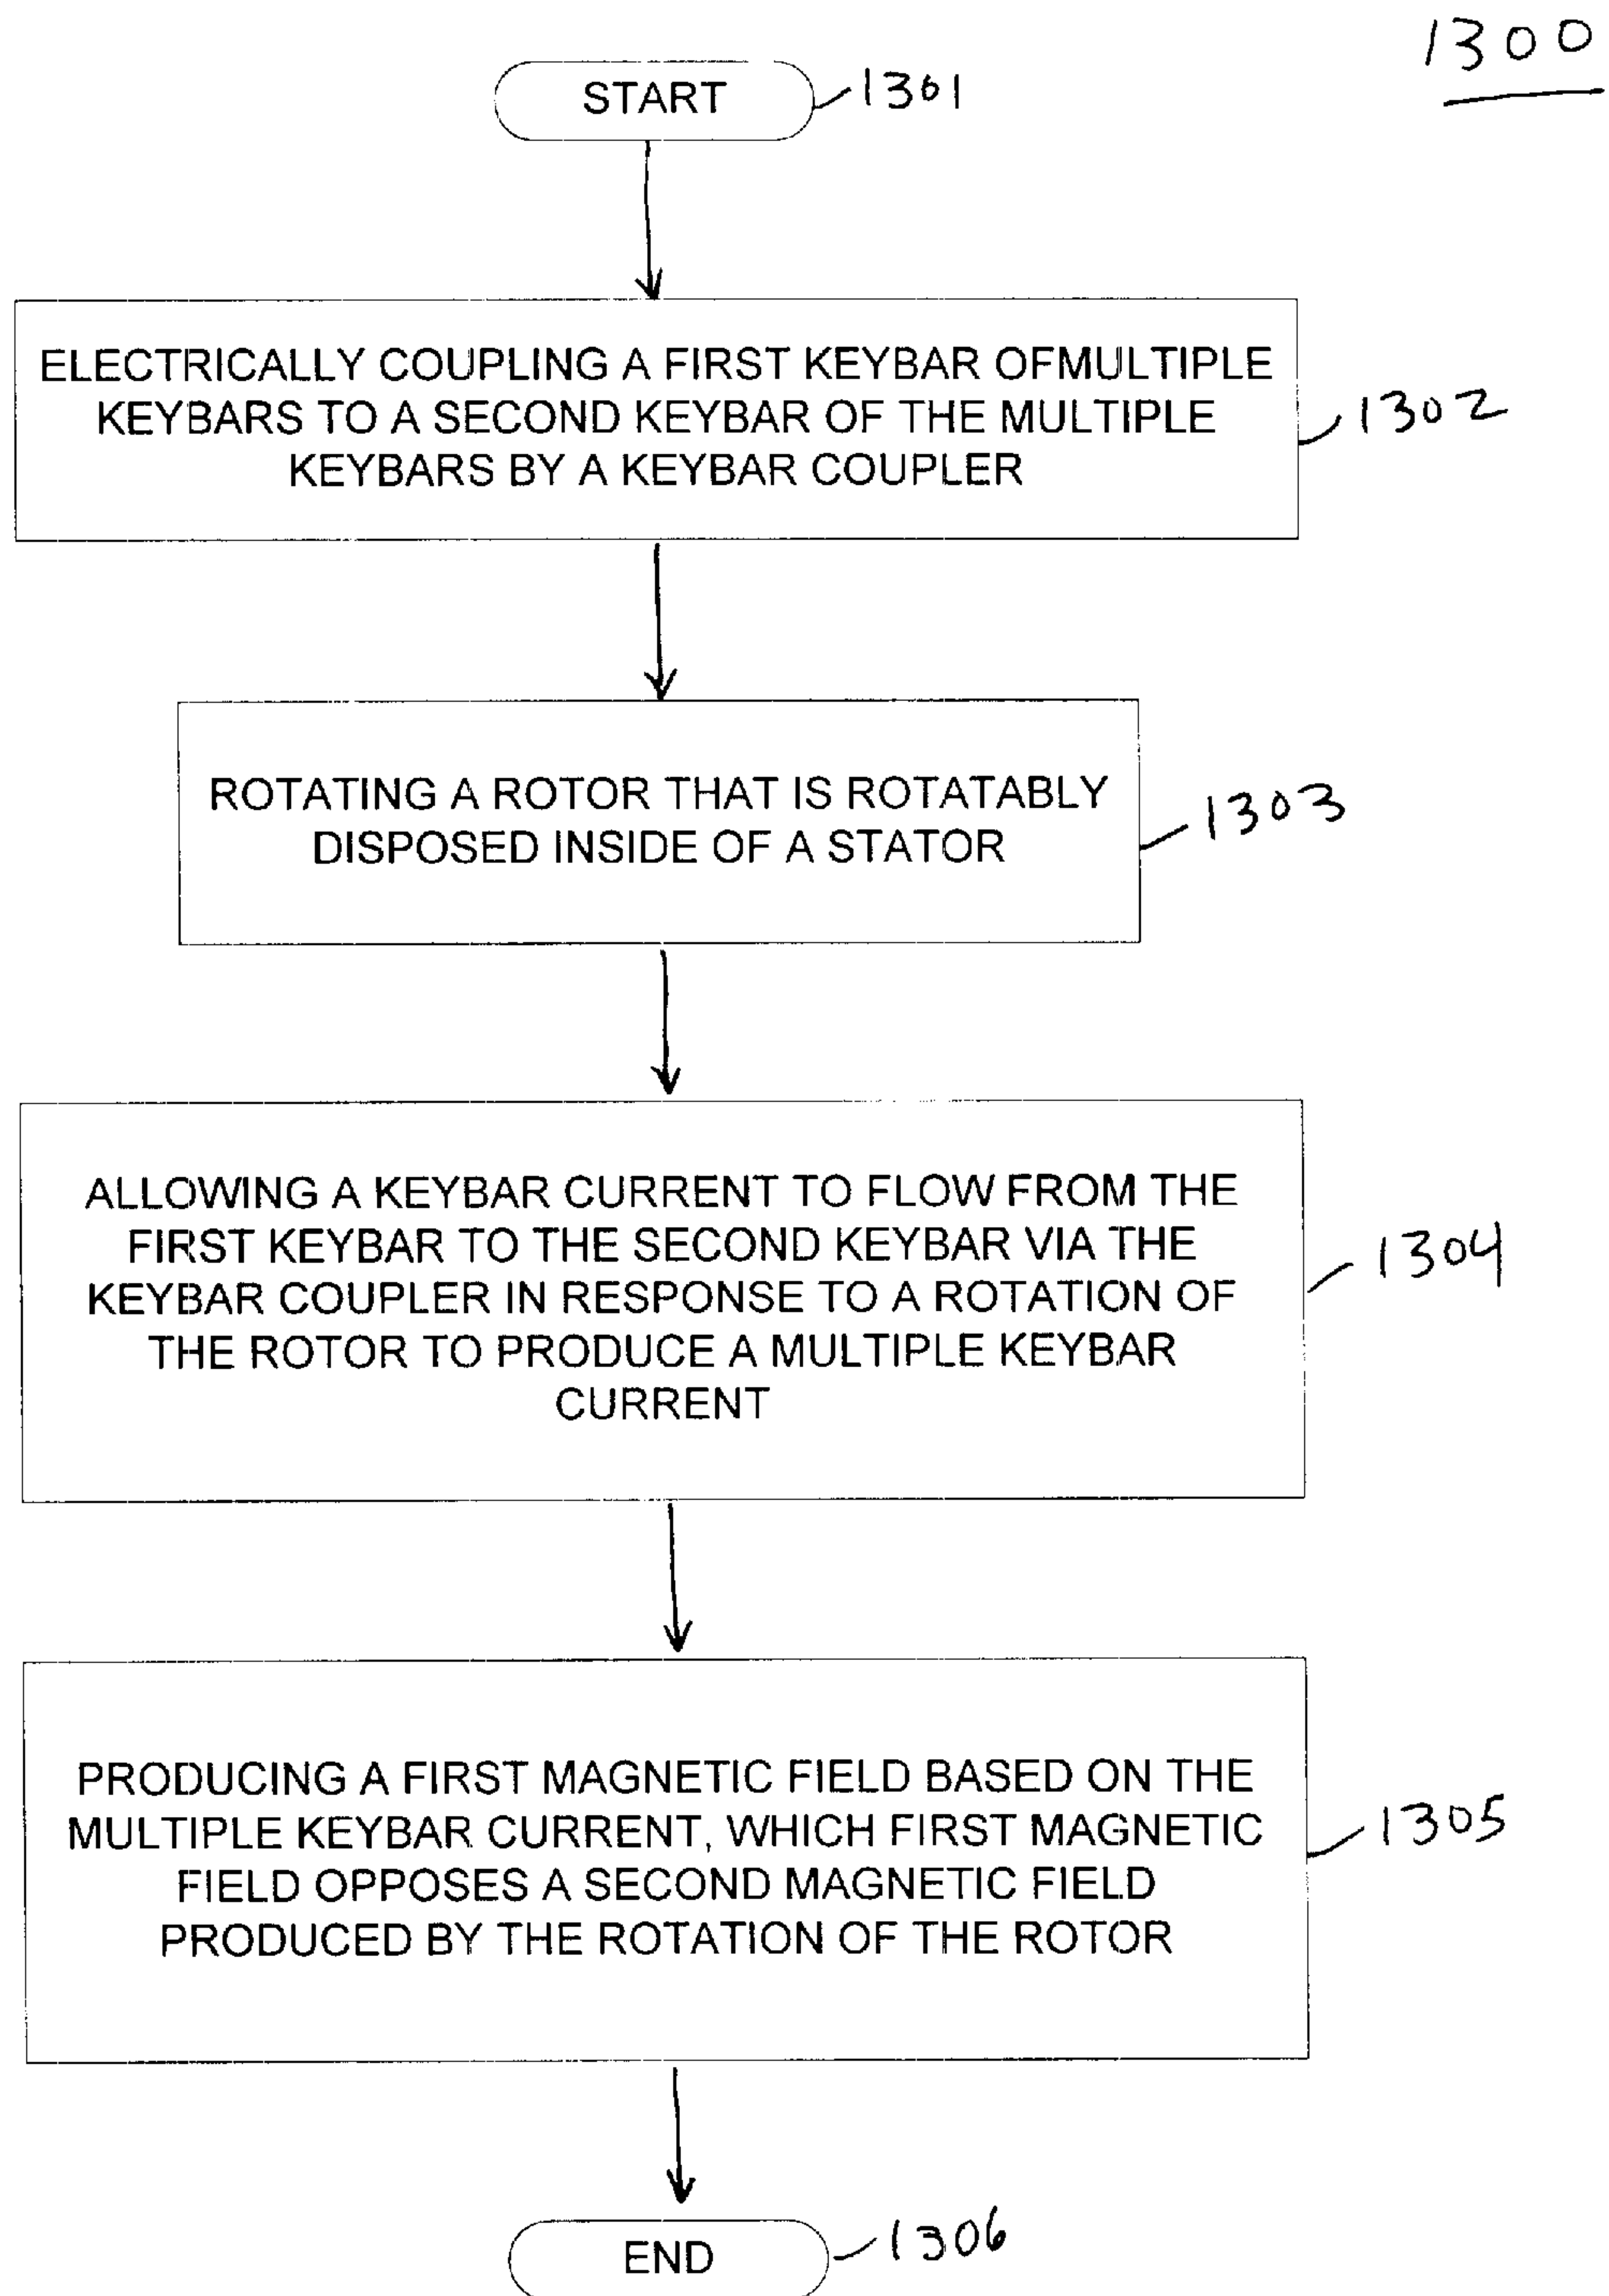 1300
START
1301
ELECTRICALLY COUPLING A FIRST KEYBAR OFMULTIPLE
KEYBARS TO A SECOND KEYBAR OF THE MULTIPLE
KEYBARS BY A KEYBAR COUPLER
1302
ROTATING A ROTOR THAT IS ROTATABLY
DISPOSED INSIDE OF A STATOR
1303
ALLOWING A KEYBAR CURRENT TO FLOW FROM THE
FIRST KEYBAR TO THE SECOND KEYBAR VIA THE
KEYBAR COUPLER IN RESPONSE TO A ROTATION OF
THE ROTOR TO PRODUCE A MULTIPLE KEYBAR
CURRENT
1304
PRODUCING A FIRST MAGNETIC FIELD BASED ON THE
MULTIPLE KEYBAR CURRENT, WHICH FIRST MAGNETIC
FIELD OPPOSES A SECOND MAGNETIC FIELD
PRODUCED BY THE ROTATION OF THE ROTOR
1305
END
1306